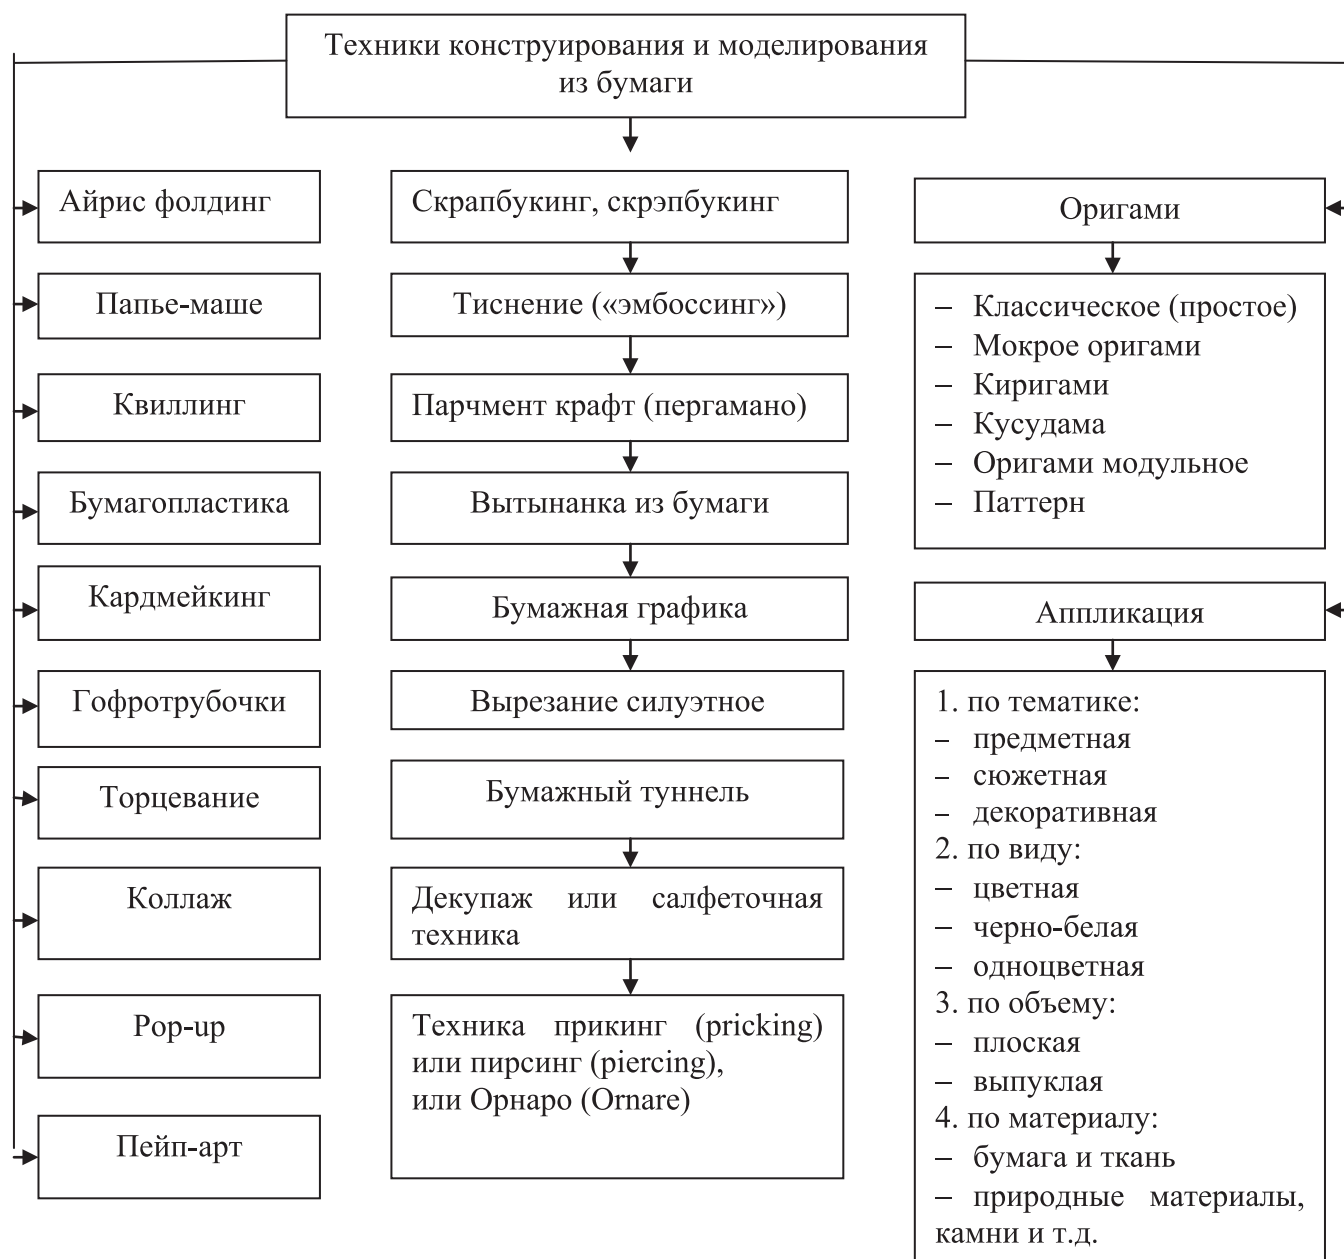 Техники конструирования и моделирования
из бумаги
Айрис фолдинг
Папье-маше
Квиллинг
Бумагопластика
Кардмейкинг
Гофротрубочки
Торцевание
Коллаж
Pop-up
Пейп-арт
Скрапбукинг, скрэпбукинг
Тиснение («эмбоссинг»)
Парчмент крафт (пергамано)
Вытынанка из бумаги
Бумажная графика
Вырезание силуэтное
Бумажный туннель
Декупаж или салфеточная
техника
Техника прикинг (pricking)
или пирсинг (piercing),
или Орнаро (Ornare)
Оригами
– Классическое (простое)
– Мокрое оригами
– Киригами
– Кусудама
– Оригами модульное
– Паттерн
Аппликация
1. по тематике:
– предметная
– сюжетная
– декоративная
2. по виду:
– цветная
– черно-белая
– одноцветная
3. по объему:
– плоская
– выпуклая
4. по материалу:
– бумага и ткань
– природные материалы,
камни и т.д.